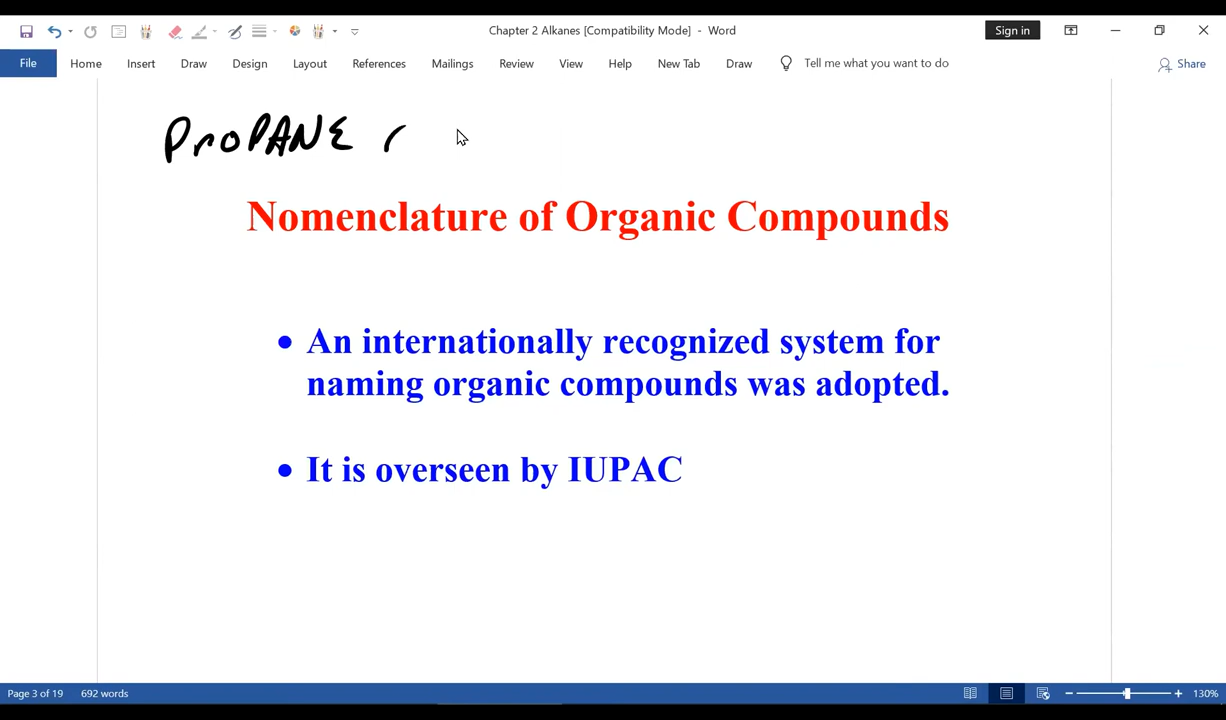 Chapter 2 Alkanes [Compatibility Mode] - Word
Sign in
File Home Insert Draw Design Layout References Mailings Review View Help New Tab Draw Tell me what you want to do Share
ProPANE (
Nomenclature of Organic Compounds
• An internationally recognized system for
naming organic compounds was adopted.
• It is overseen by IUPAC
Page 3 of 19 692 words 130%